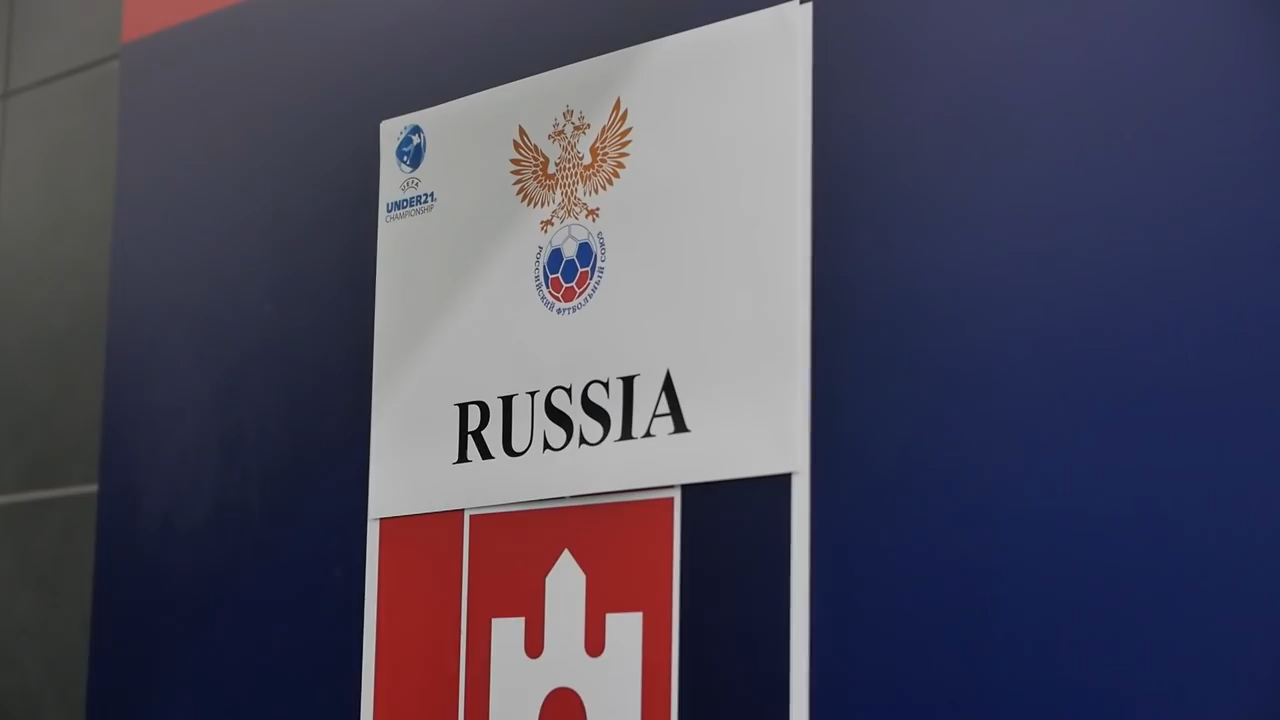 UEFA
UNDER21
CHAMPIONSHIP
РОССИЙСКИЙ ФУТБОЛЬНЫЙ СОЮЗ
RUSSIA